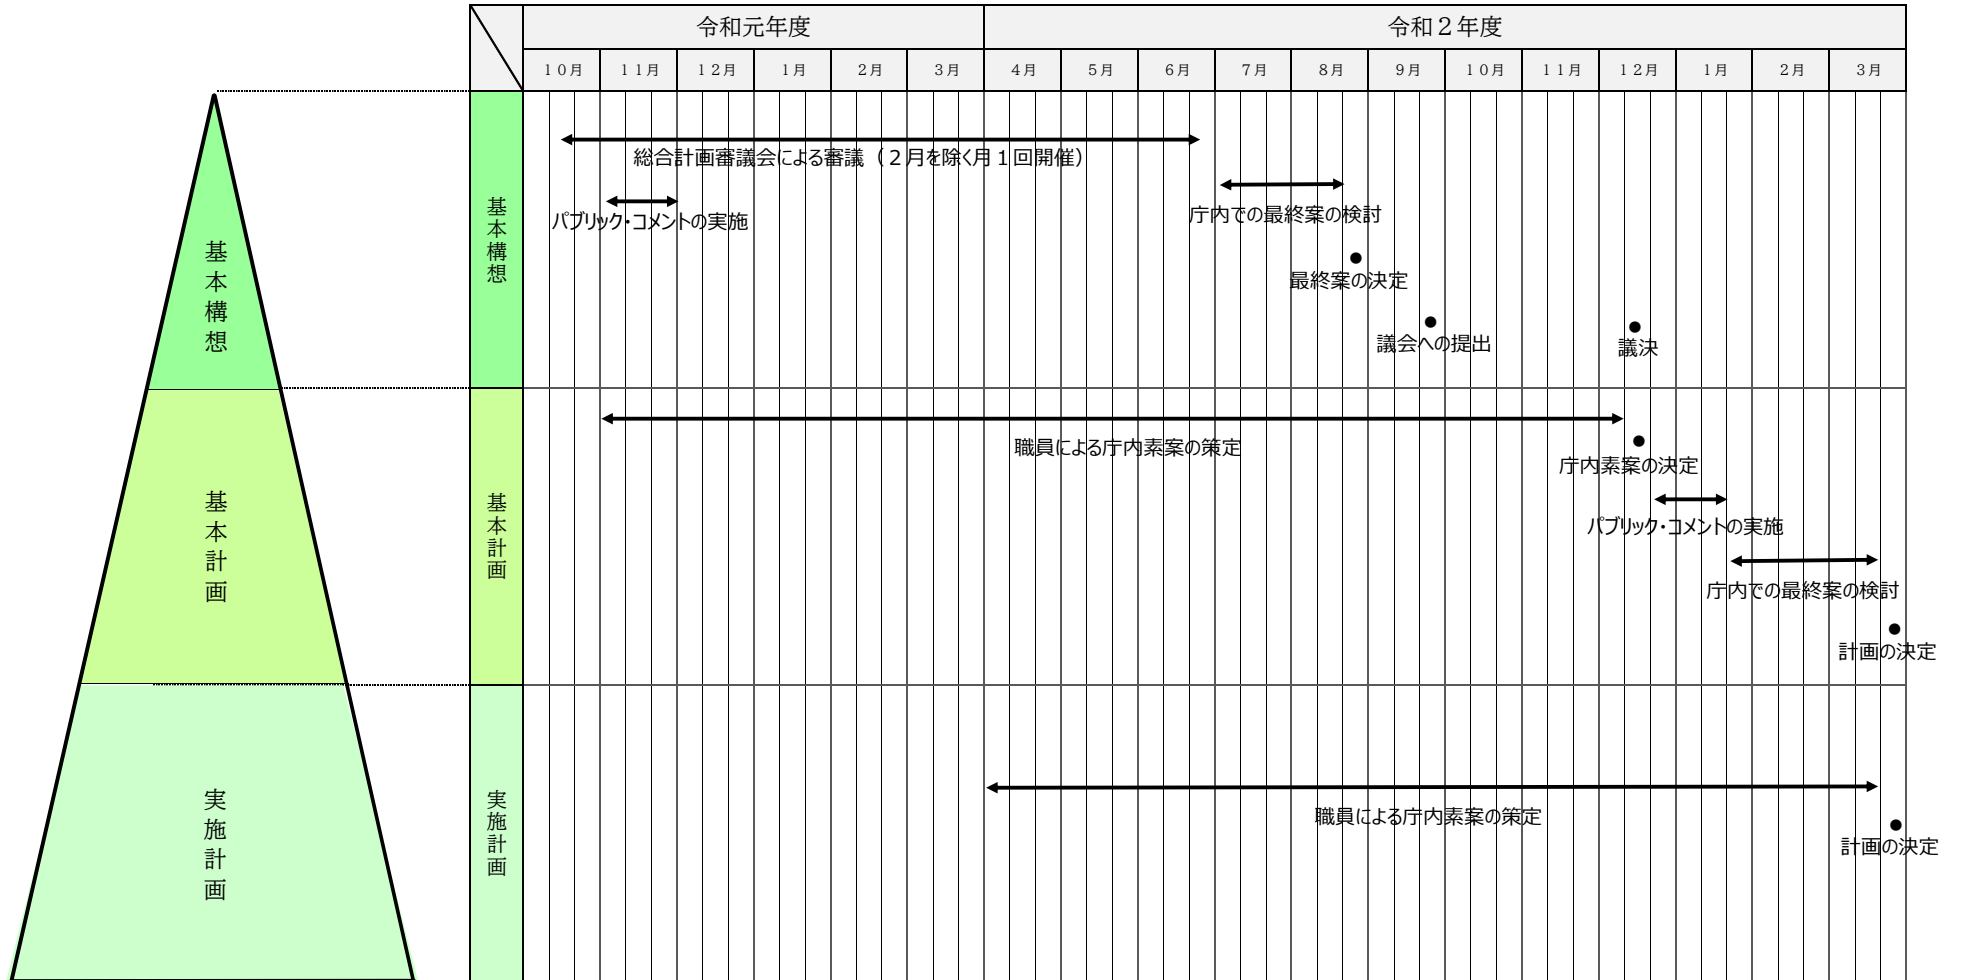 令和元年度
令和２年度
１０月
１１月
１２月
１月
２月
３月
４月
５月
６月
７月
８月
９月
１０月
１１月
１２月
１月
２月
３月
基本構想
基本構想
総合計画審議会による審議（２月を除く月１回開催）
パブリック・コメントの実施
庁内での最終案の検討
最終案の決定
議会への提出
議決
基本計画
基本計画
職員による庁内素案の策定
庁内素案の決定
パブリック・コメントの実施
庁内での最終案の検討
計画の決定
実施計画
実施計画
職員による庁内素案の策定
計画の決定